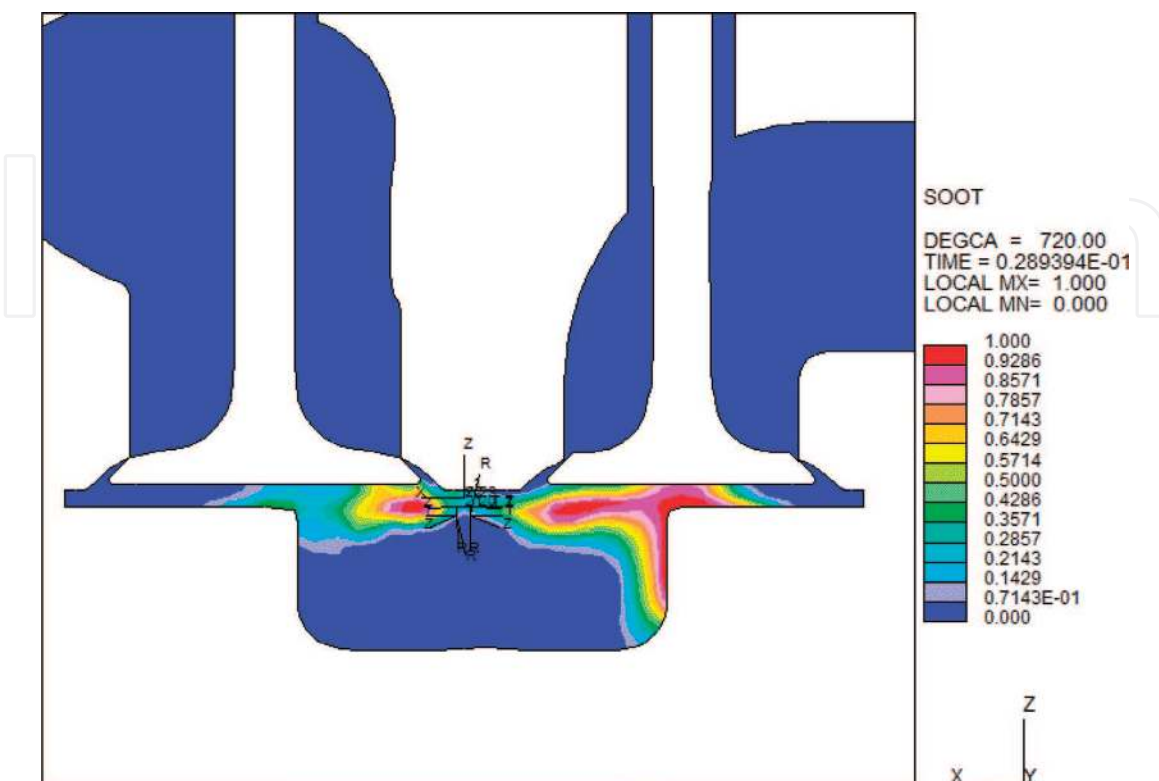 SOOT
DEGCA = 720.00
TIME = 0.289394E-01
LOCAL MX= 1.000
LOCAL MN= 0.000
1.000
0.9286
0.8571
0.7857
0.7143
0.6429
0.5714
0.5000
0.4286
0.3571
0.2857
0.2143
0.1429
0.7143E-01
0.000
Z
R
Z
Z
R
Z
X
Y